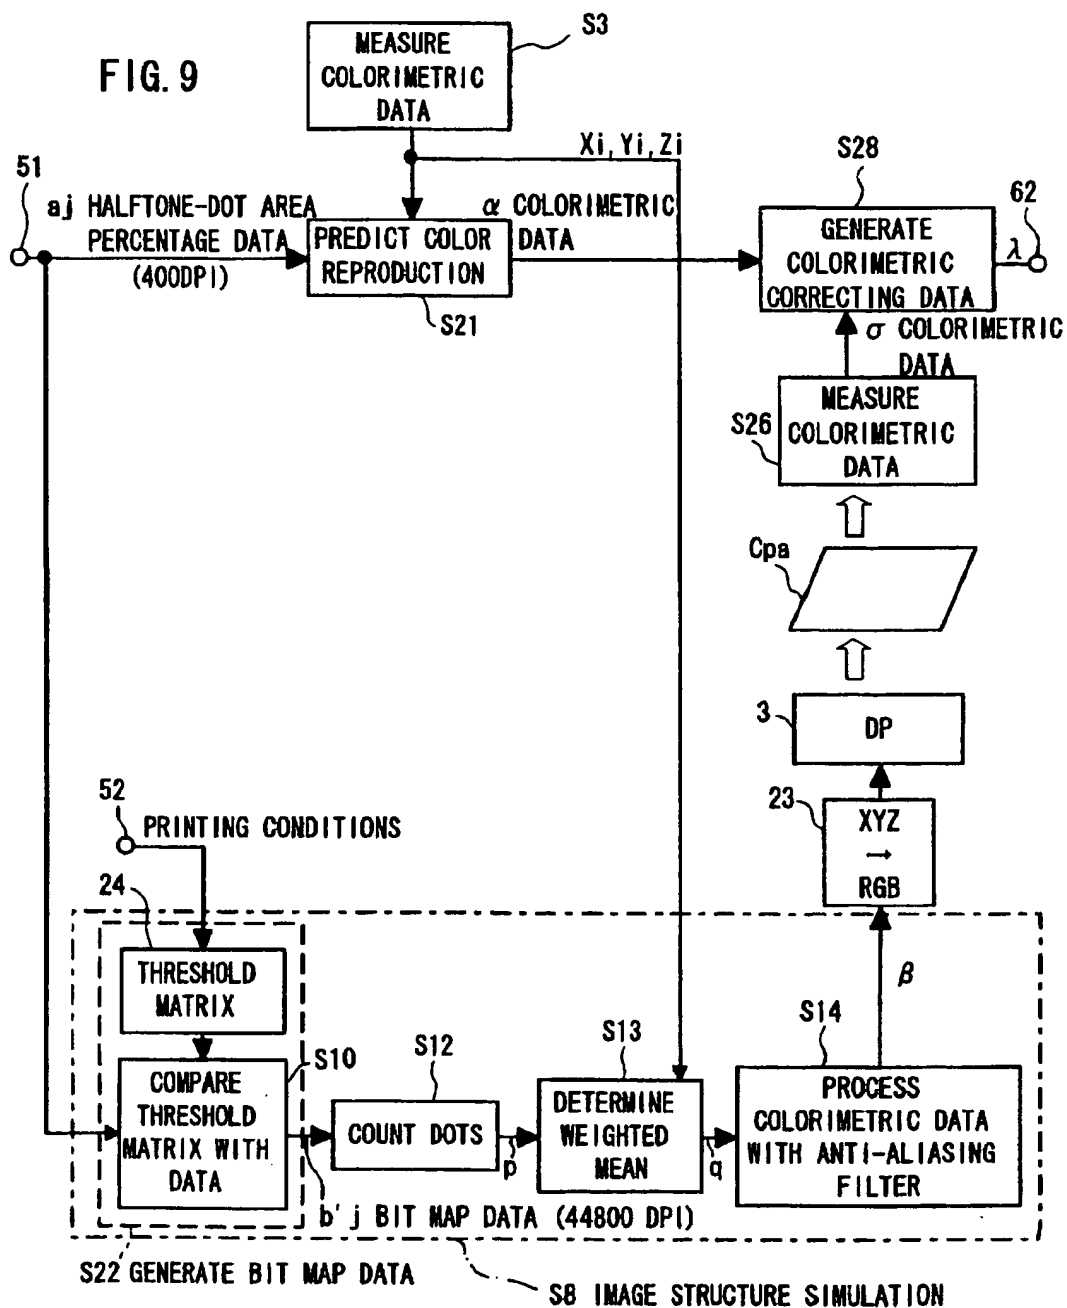 FIG. 9
S3
MEASURE
COLORIMETRIC
DATA
Xi, Yi, Zi
51
aj HALFTONE-DOT AREA
PERCENTAGE DATA
(400DPI)
PREDICT COLOR
REPRODUCTION
S21
α COLORIMETRIC
DATA
S28
GENERATE
COLORIMETRIC
CORRECTING DATA
62
λ
σ COLORIMETRIC
DATA
S26
MEASURE
COLORIMETRIC
DATA
Cpa
3
DP
23
XYZ
→
RGB
52
PRINTING CONDITIONS
24
THRESHOLD
MATRIX
β
S10
COMPARE
THRESHOLD
MATRIX WITH
DATA
S12
COUNT DOTS
p
S13
DETERMINE
WEIGHTED
MEAN
q
S14
PROCESS
COLORIMETRIC DATA
WITH ANTI-ALIASING
FILTER
b'j BIT MAP DATA (44800 DPI)
S22 GENERATE BIT MAP DATA
S8 IMAGE STRUCTURE SIMULATION